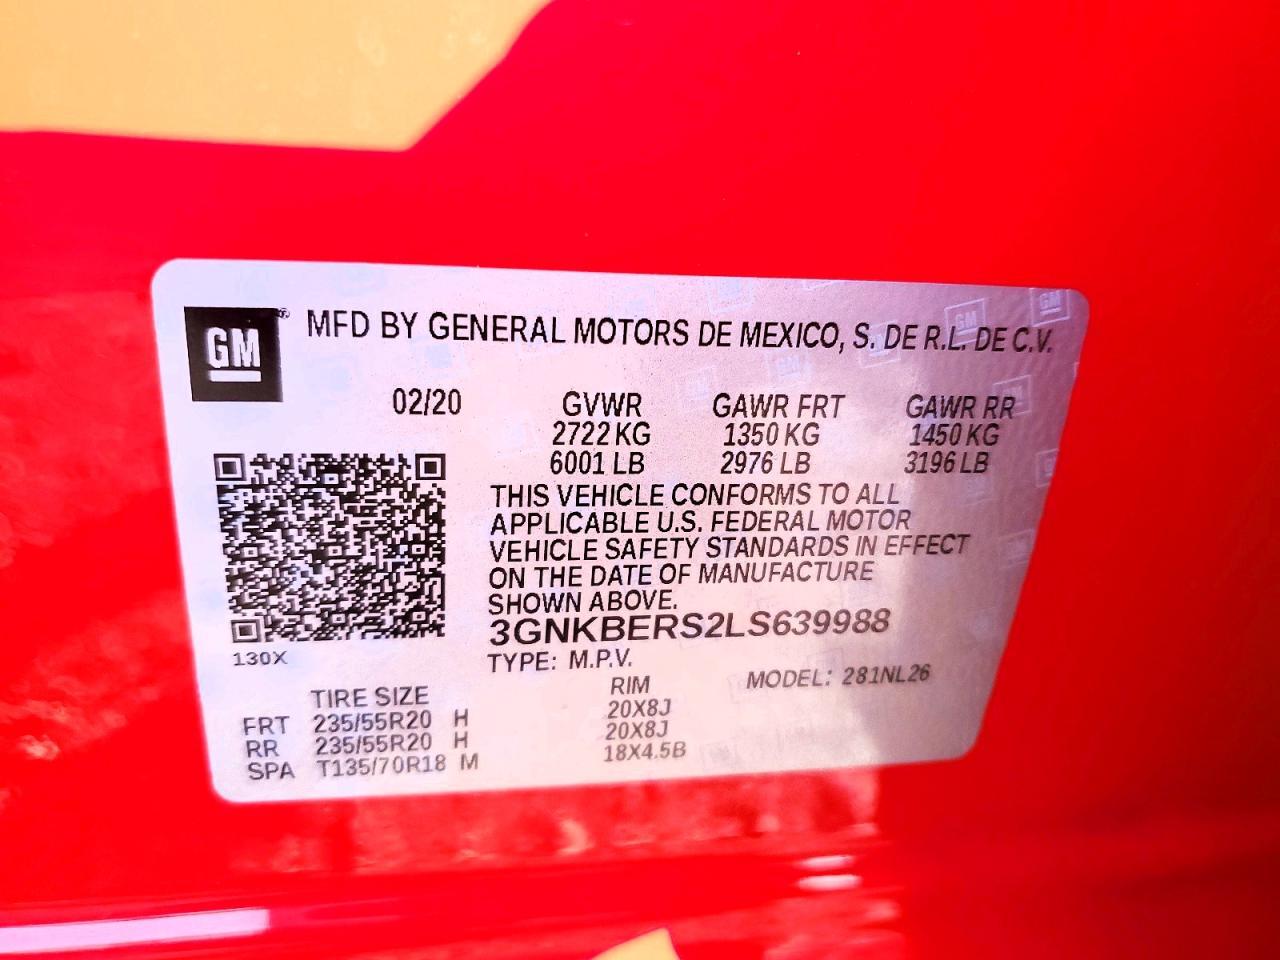 GM
MFD BY GENERAL MOTORS DE MEXICO, S. DE R.L. DE C.V.
02/20 GVWR GAWR FRT GAWR RR
2722 KG 1350 KG 1450 KG
6001 LB 2976 LB 3196 LB
THIS VEHICLE CONFORMS TO ALL
APPLICABLE U.S. FEDERAL MOTOR
VEHICLE SAFETY STANDARDS IN EFFECT
ON THE DATE OF MANUFACTURE
SHOWN ABOVE.
3GNKBERS2LS639988
130X
TYPE: M.P.V. MODEL: 281NL26
TIRE SIZE RIM
FRT 235/55R20 H 20X8J
RR 235/55R20 H 20X8J
SPA T135/70R18 M 18X4.5B